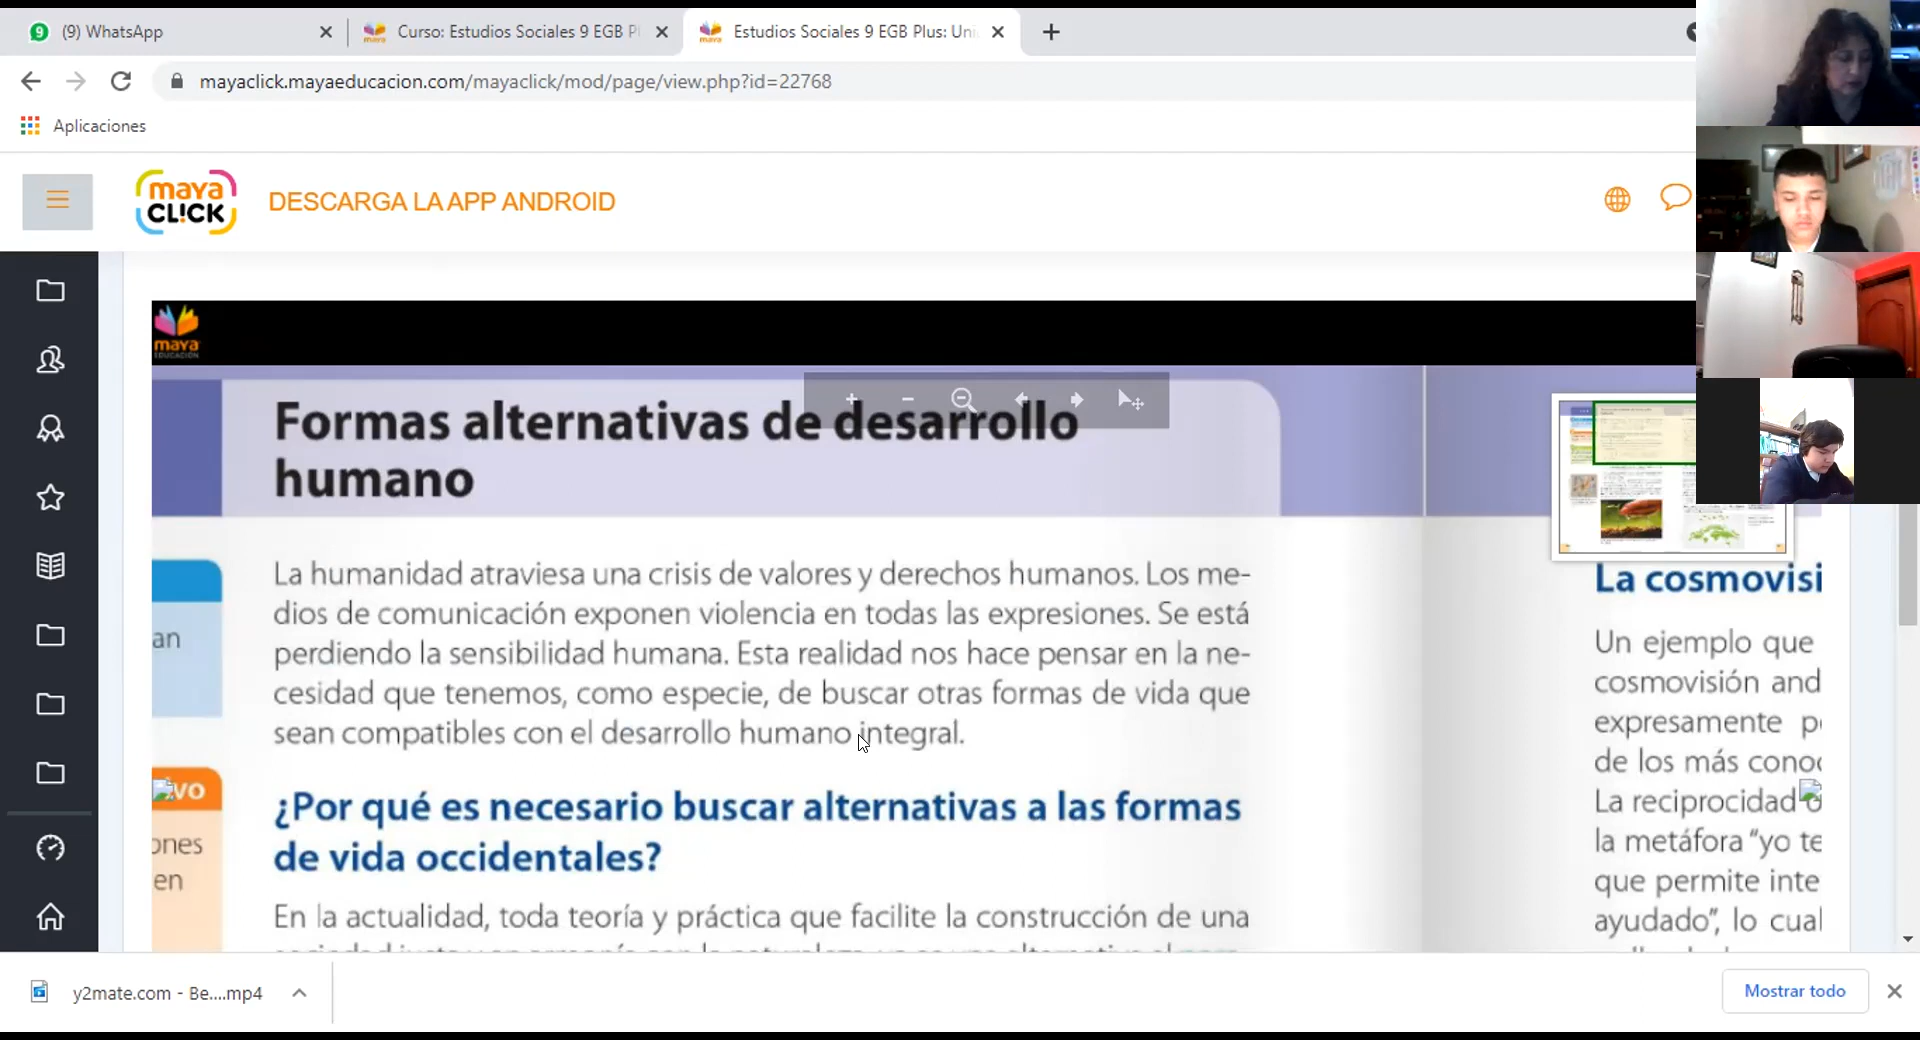 9 (9) WhatsApp
Curso: Estudios Sociales 9 EGB Pl
Estudios Sociales 9 EGB Plus: Uni
mayaclick.mayaeducacion.com/mayaclick/mod/page/view.php?id=22768
Aplicaciones
maya
CL!CK
DESCARGA LA APP ANDROID
maya
EDUCACIÓN
Formas alternativas de desarrollo
humano
La humanidad atraviesa una crisis de valores y derechos humanos. Los me-
dios de comunicación exponen violencia en todas las expresiones. Se está
perdiendo la sensibilidad humana. Esta realidad nos hace pensar en la ne-
cesidad que tenemos, como especie, de buscar otras formas de vida que
sean compatibles con el desarrollo humano integral.
¿Por qué es necesario buscar alternativas a las formas
de vida occidentales?
En la actualidad, toda teoría y práctica que facilite la construcción de una
an
vo
ones
en
La cosmovisi
Un ejemplo que
cosmovisión and
expresamente p
de los más cono
La reciprocidad
la metáfora "yo te
que permite inte
ayudado", lo cual
y2mate.com - Be....mp4
Mostrar todo